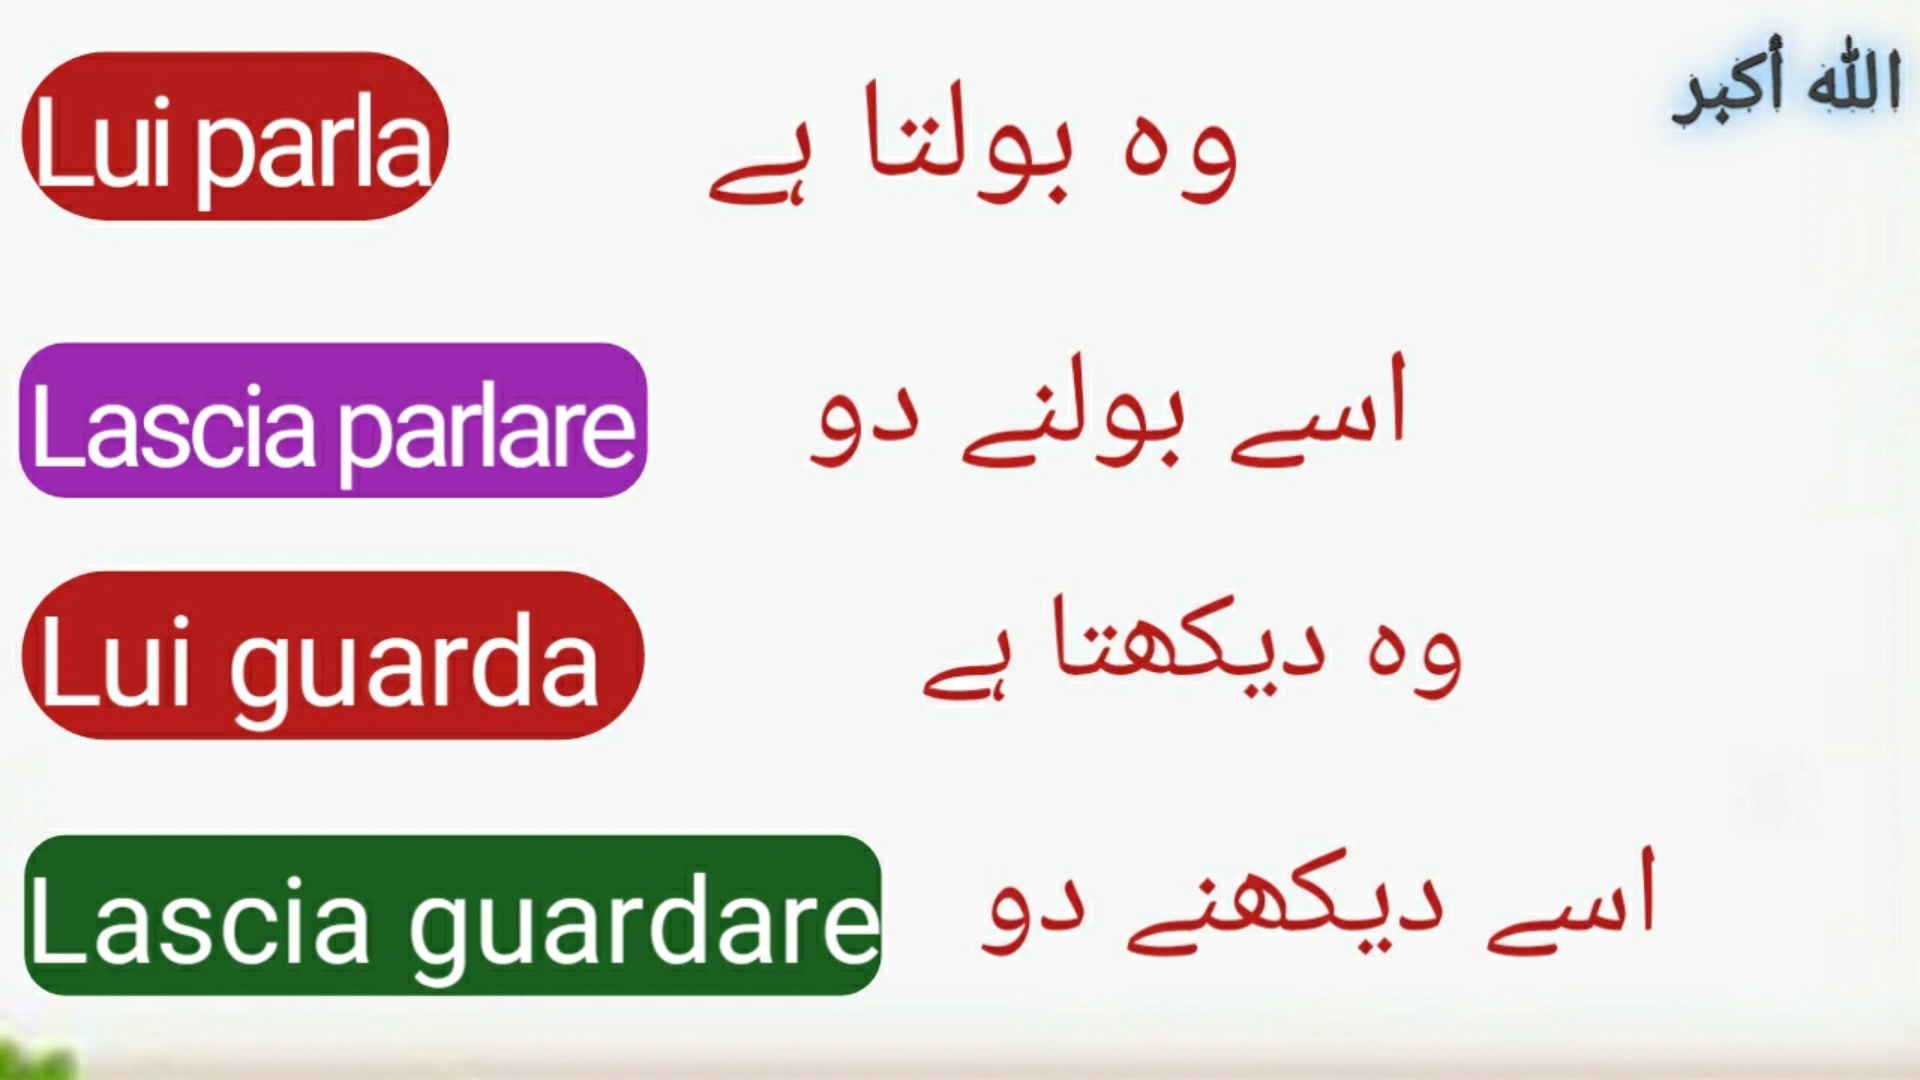 الله أكبر
Lui parla وہ بولتا ہے
Lascia parlare اسے بولنے دو
Lui guarda وہ دیکھتا ہے
Lascia guardare اسے دیکھنے دو